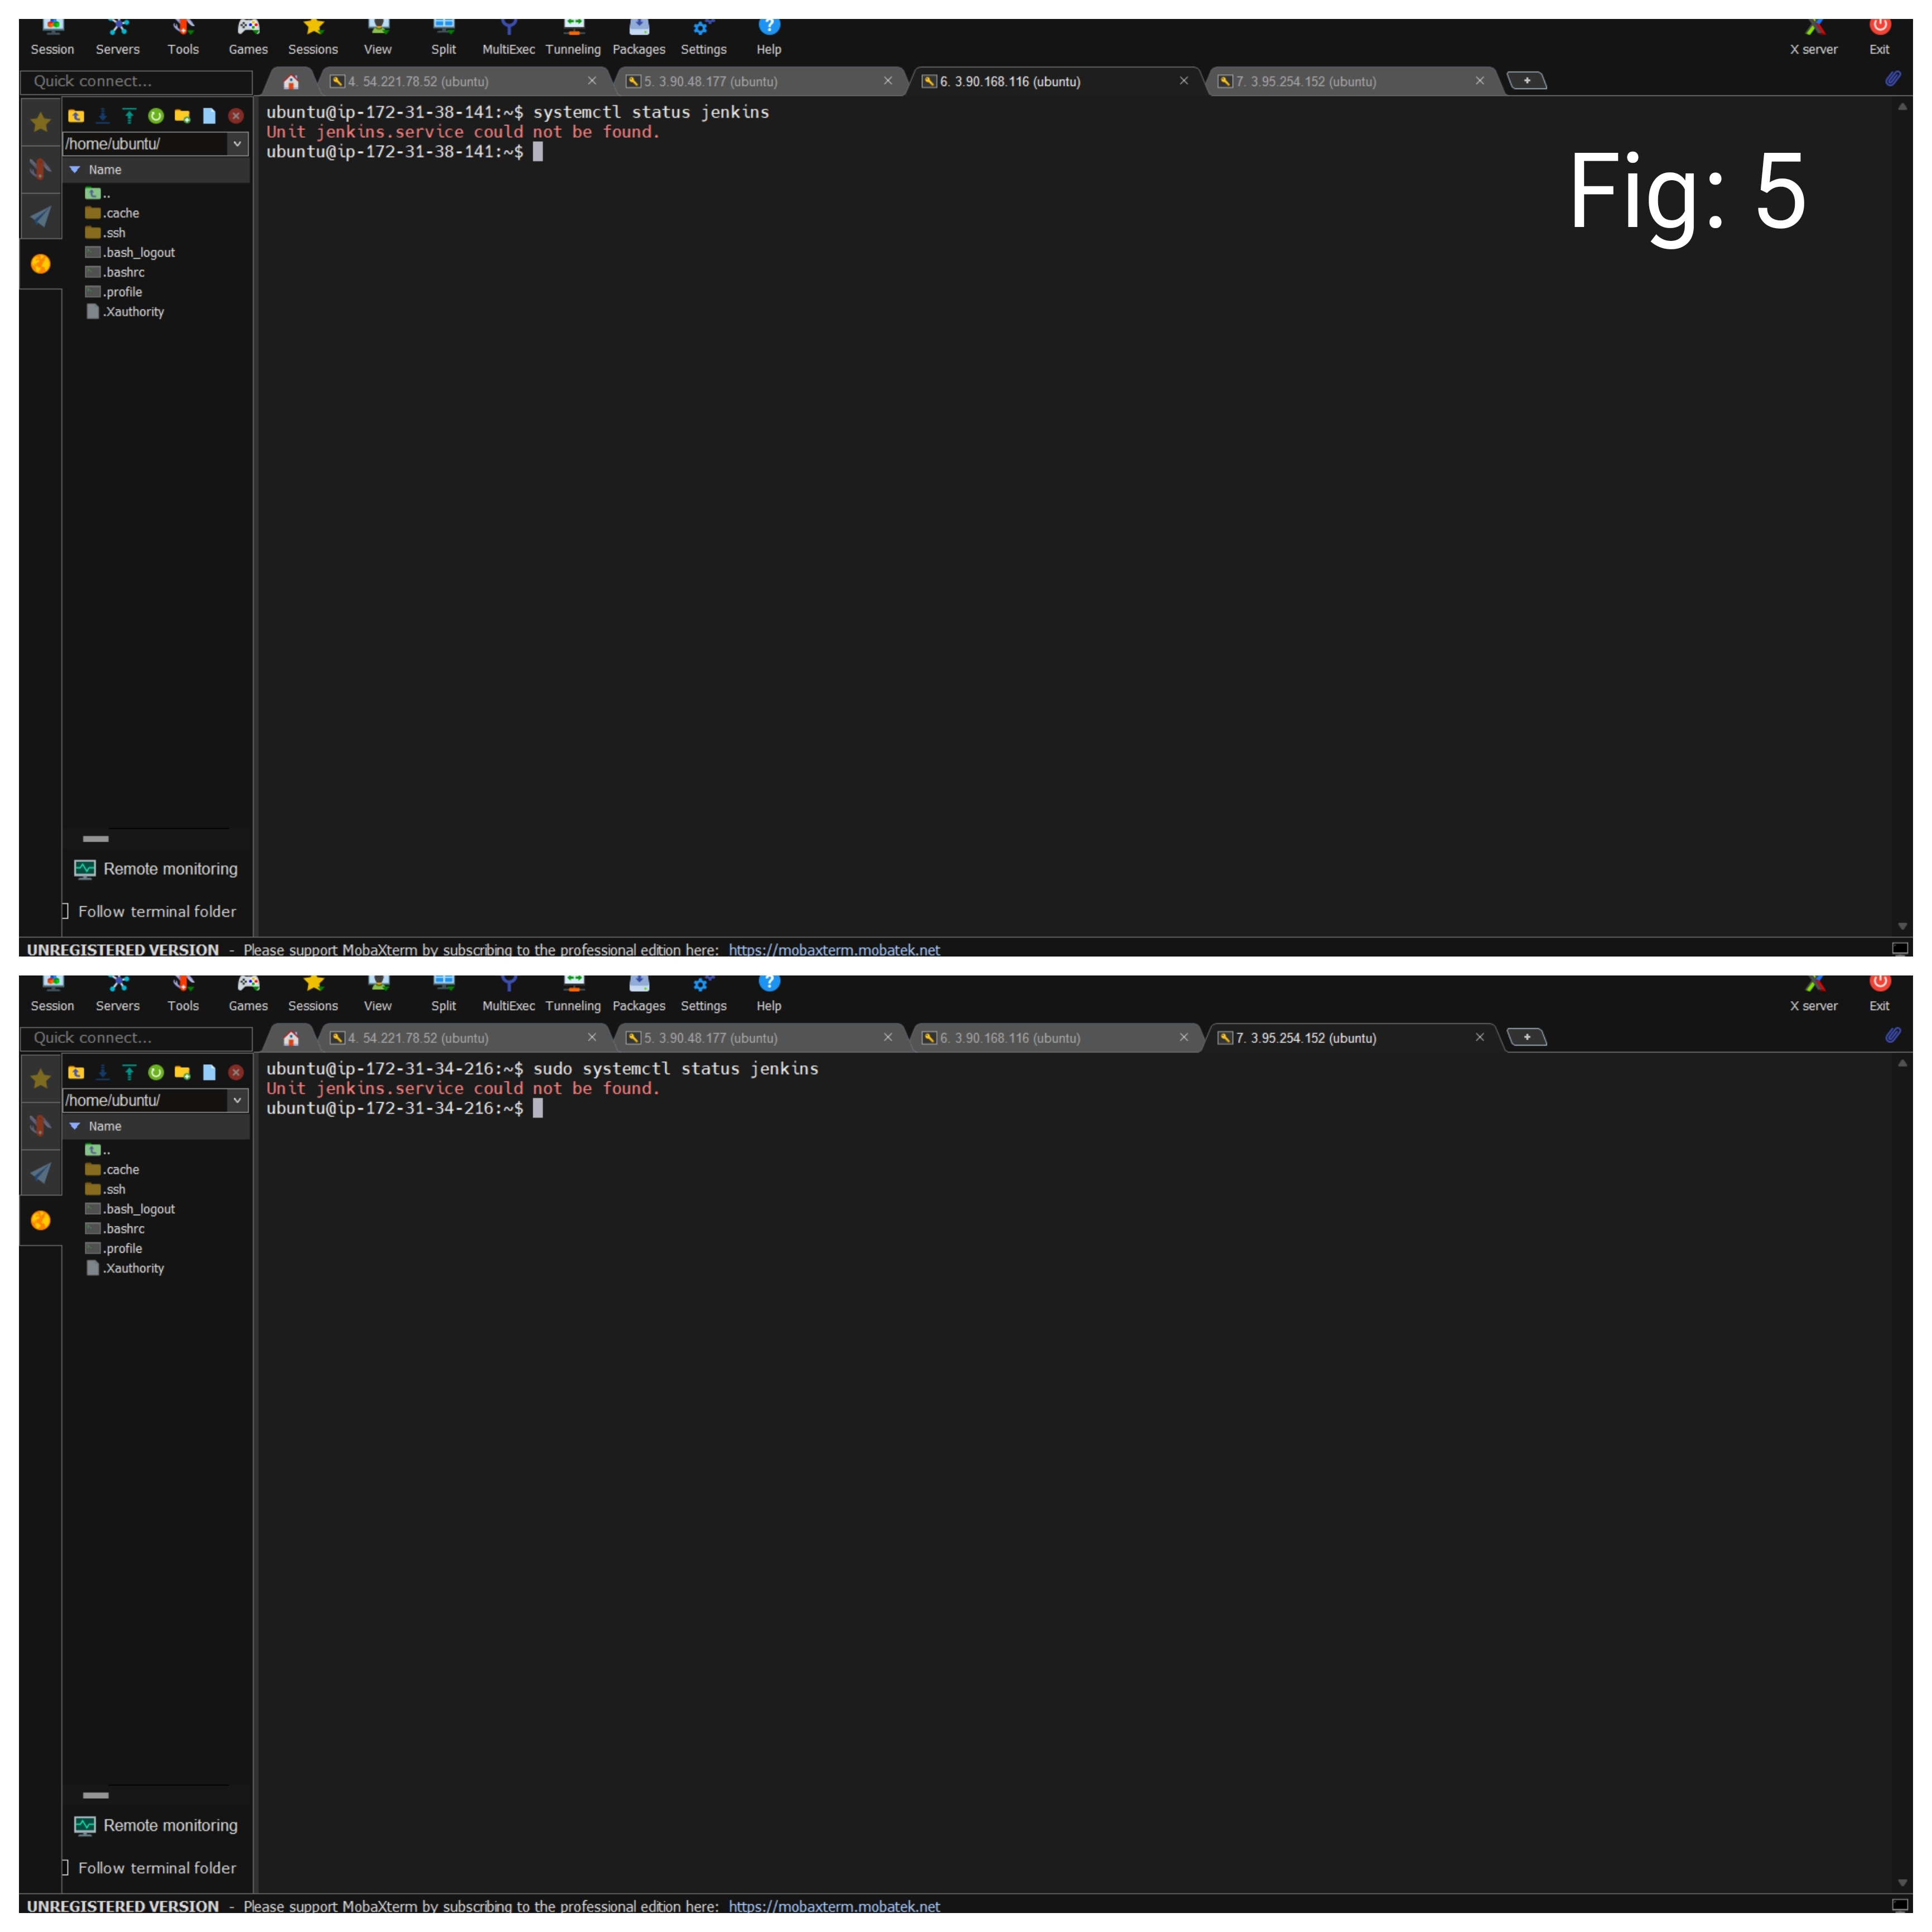 Session Servers Tools Games Sessions View Split MultiExec Tunneling Packages Settings Help X server Exit
Quick connect... 4. 54.221.78.52 (ubuntu) 5. 3.90.48.177 (ubuntu) 6. 3.90.168.116 (ubuntu) 7. 3.95.254.152 (ubuntu)
ubuntu@ip-172-31-38-141:~$ systemctl status jenkins
Unit jenkins.service could not be found.
ubuntu@ip-172-31-38-141:~$
Fig: 5
/home/ubuntu/
Name
..
.cache
.ssh
.bash_logout
.bashrc
.profile
.Xauthority
Remote monitoring
Follow terminal folder
UNREGISTERED VERSION - Please support MobaXterm by subscribing to the professional edition here: https://mobaxterm.mobatek.net
Session Servers Tools Games Sessions View Split MultiExec Tunneling Packages Settings Help X server Exit
Quick connect... 4. 54.221.78.52 (ubuntu) 5. 3.90.48.177 (ubuntu) 6. 3.90.168.116 (ubuntu) 7. 3.95.254.152 (ubuntu)
ubuntu@ip-172-31-34-216:~$ sudo systemctl status jenkins
Unit jenkins.service could not be found.
ubuntu@ip-172-31-34-216:~$
/home/ubuntu/
Name
..
.cache
.ssh
.bash_logout
.bashrc
.profile
.Xauthority
Remote monitoring
Follow terminal folder
UNREGISTERED VERSION - Please support MobaXterm by subscribing to the professional edition here: https://mobaxterm.mobatek.net